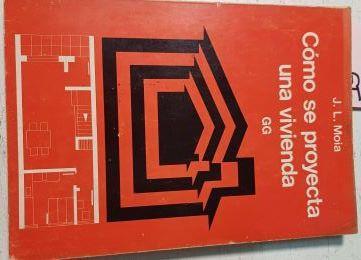 J. L. Moia
Cómo se proyecta
una vivienda
GG